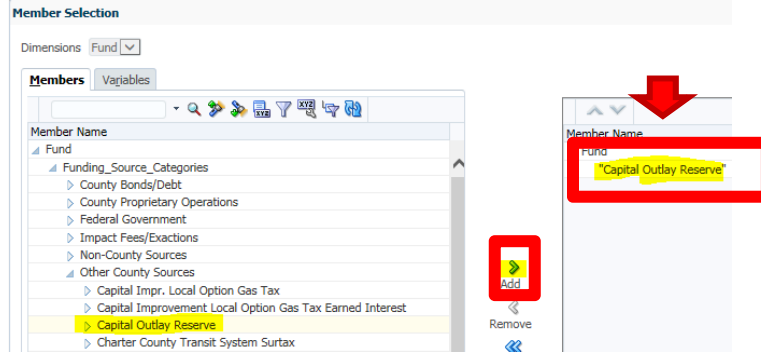 Member Selection
Dimensions Fund
Members Variables
XYZ XYZ
Member Name
Fund
Funding_Source_Categories
County Bonds/Debt
County Proprietary Operations
Federal Government
Impact Fees/Exactions
Non-County Sources
Other County Sources
Capital Impr. Local Option Gas Tax
Capital Improvement Local Option Gas Tax Earned Interest
Capital Outlay Reserve
Charter County Transit System Surtax
Add
Remove
Member Name
Fund
"Capital Outlay Reserve"